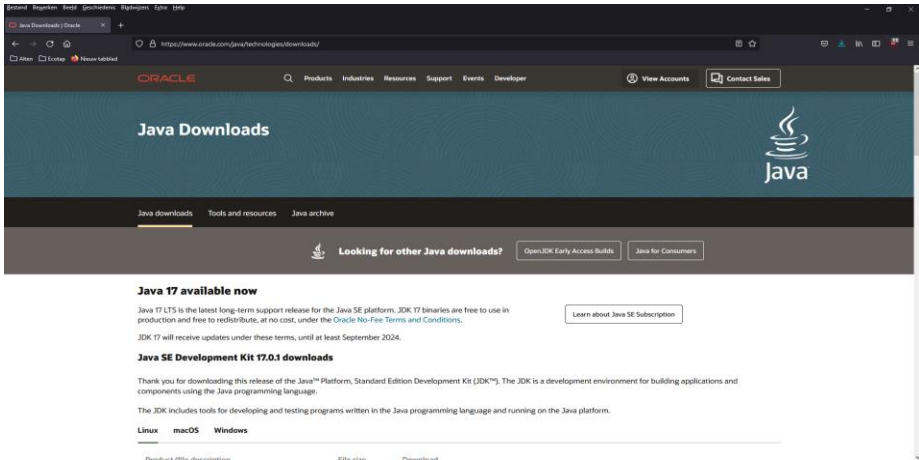 Bestand Bewerken Beeld Geschiedenis Bladwijzers Extra Help
Java Downloads | Oracle
https://www.oracle.com/java/technologies/downloads/
Alten Ecotap Nieuw tabblad
ORACLE Products Industries Resources Support Events Developer View Accounts Contact Sales
Java Downloads
Java
Java downloads Tools and resources Java archive
Looking for other Java downloads? OpenJDK Early Access Builds Java for Consumers
Java 17 available now
Java 17 LTS is the latest long-term support release for the Java SE platform. JDK 17 binaries are free to use in
production and free to redistribute, at no cost, under the Oracle No-Fee Terms and Conditions.
Learn about Java SE Subscription
JDK 17 will receive updates under these terms, until at least September 2024.
Java SE Development Kit 17.0.1 downloads
Thank you for downloading this release of the Java™ Platform, Standard Edition Development Kit (JDK™). The JDK is a development environment for building applications and
components using the Java programming language.
The JDK includes tools for developing and testing programs written in the Java programming language and running on the Java platform.
Linux macOS Windows
Product/file description File size Download